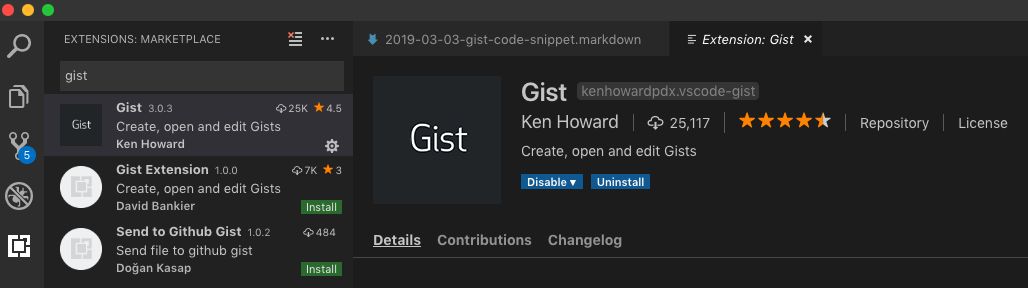 EXTENSIONS: MARKETPLACE
gist
Gist 3.0.3 25K 4.5
Create, open and edit Gists
Ken Howard
Gist
Gist Extension 1.0.0 7K 3
Create, open and edit Gists
David Bankier Install
Send to Github Gist 1.0.2 484
Send file to github gist
Doğan Kasap Install
5
2019-03-03-gist-code-snippet.markdown Extension: Gist ×
Gist
Gist kenhowardpdx.vscode-gist
Ken Howard 25,117 Repository License
Create, open and edit Gists
Disable ▾ Uninstall
Details Contributions Changelog